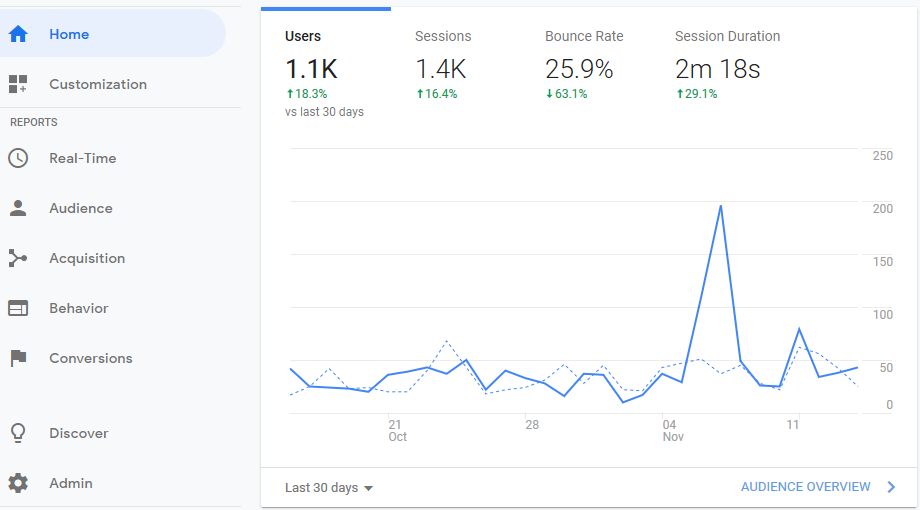 Home
Customization
REPORTS
Real-Time
Audience
Acquisition
Behavior
Conversions
Discover
Admin
Users Sessions Bounce Rate Session Duration
1.1K 1.4K 25.9% 2m 18s
↑18.3% ↑16.4% ↓63.1% ↑29.1%
vs last 30 days
250
200
150
100
50
0
21 28 04 11
Oct Nov
Last 30 days AUDIENCE OVERVIEW